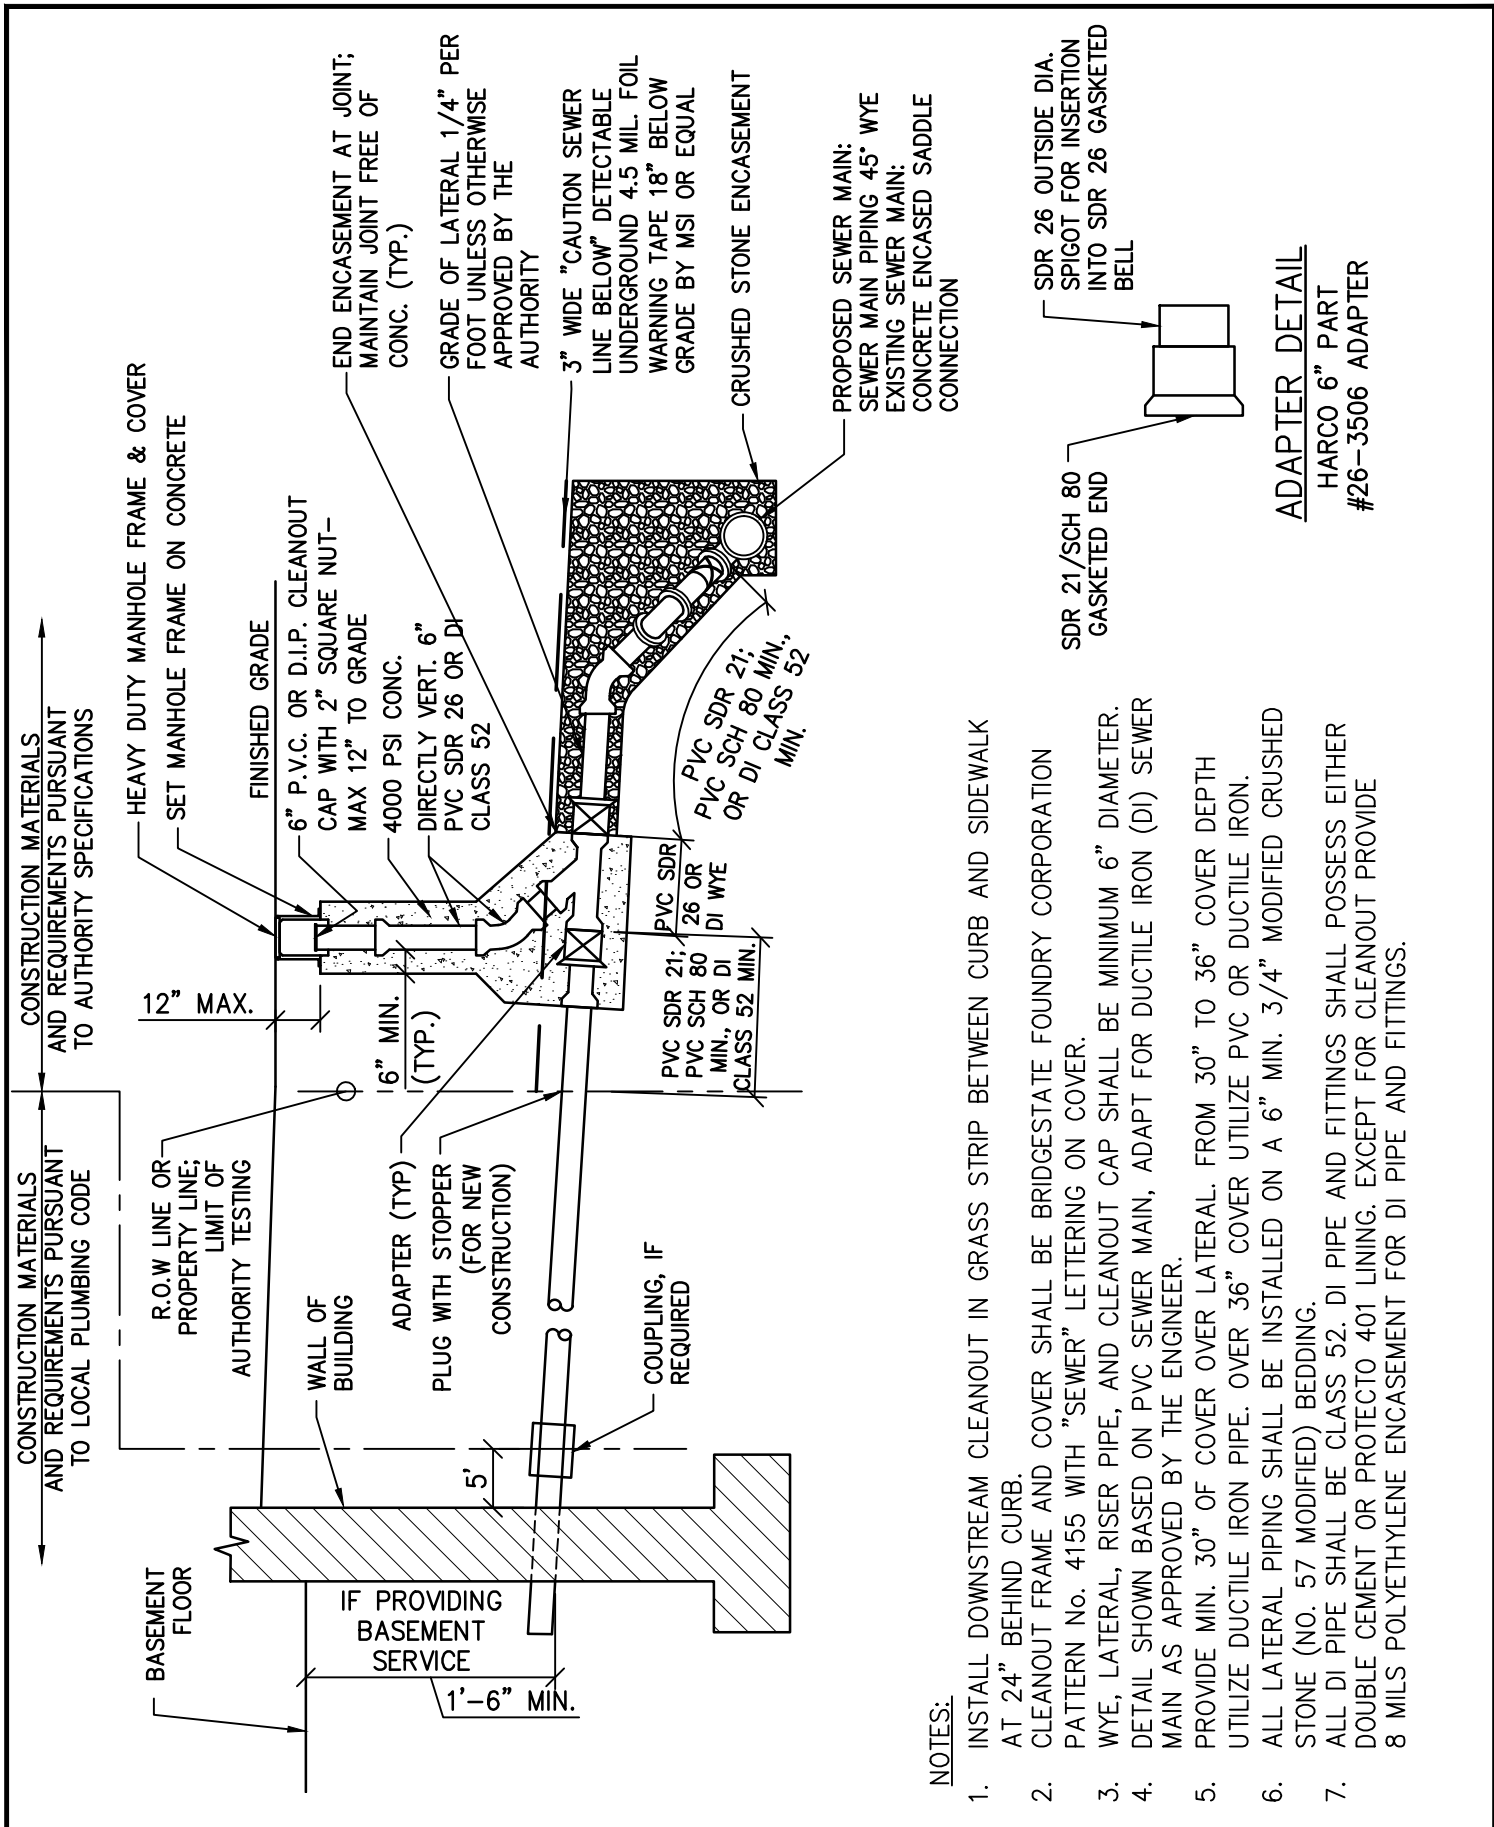 CONSTRUCTION MATERIALS
AND REQUIREMENTS PURSUANT
TO LOCAL PLUMBING CODE
CONSTRUCTION MATERIALS
AND REQUIREMENTS PURSUANT
TO AUTHORITY SPECIFICATIONS
BASEMENT
FLOOR
IF PROVIDING
BASEMENT
SERVICE
1'-6" MIN.
WALL OF
BUILDING
5'
COUPLING, IF
REQUIRED
R.O.W LINE OR
PROPERTY LINE;
LIMIT OF
AUTHORITY TESTING
ADAPTER (TYP)
PLUG WITH STOPPER
(FOR NEW
CONSTRUCTION)
12" MAX.
6" MIN.
(TYP.)
HEAVY DUTY MANHOLE FRAME & COVER
SET MANHOLE FRAME ON CONCRETE
FINISHED GRADE
6" P.V.C. OR D.I.P. CLEANOUT
CAP WITH 2" SQUARE NUT-
MAX 12" TO GRADE
4000 PSI CONC.
DIRECTLY VERT. 6"
PVC SDR 26 OR DI
CLASS 52
PVC SDR 21;
PVC SCH 80
MIN., OR DI
CLASS 52 MIN.
PVC SDR
26 OR
DI WYE
PVC SDR 21;
PVC SCH 80 MIN.,
OR DI CLASS 52
MIN.
END ENCASEMENT AT JOINT;
MAINTAIN JOINT FREE OF
CONC. (TYP.)
GRADE OF LATERAL 1/4" PER
FOOT UNLESS OTHERWISE
APPROVED BY THE
AUTHORITY
3" WIDE "CAUTION SEWER
LINE BELOW" DETECTABLE
UNDERGROUND 4.5 MIL. FOIL
WARNING TAPE 18" BELOW
GRADE BY MSI OR EQUAL
CRUSHED STONE ENCASEMENT
PROPOSED SEWER MAIN:
SEWER MAIN PIPING 45° WYE
EXISTING SEWER MAIN:
CONCRETE ENCASED SADDLE
CONNECTION
SDR 21/SCH 80
GASKETED END
SDR 26 OUTSIDE DIA.
SPIGOT FOR INSERTION
INTO SDR 26 GASKETED
BELL
ADAPTER DETAIL
HARCO 6" PART
#26-3506 ADAPTER
NOTES:
1. INSTALL DOWNSTREAM CLEANOUT IN GRASS STRIP BETWEEN CURB AND SIDEWALK
AT 24" BEHIND CURB.
2. CLEANOUT FRAME AND COVER SHALL BE BRIDGESTATE FOUNDRY CORPORATION
PATTERN No. 4155 WITH "SEWER" LETTERING ON COVER.
3. WYE, LATERAL, RISER PIPE, AND CLEANOUT CAP SHALL BE MINIMUM 6" DIAMETER.
4. DETAIL SHOWN BASED ON PVC SEWER MAIN, ADAPT FOR DUCTILE IRON (DI) SEWER
MAIN AS APPROVED BY THE ENGINEER.
5. PROVIDE MIN. 30" OF COVER OVER LATERAL. FROM 30" TO 36" COVER DEPTH
UTILIZE DUCTILE IRON PIPE. OVER 36" COVER UTILIZE PVC OR DUCTILE IRON.
6. ALL LATERAL PIPING SHALL BE INSTALLED ON A 6" MIN. 3/4" MODIFIED CRUSHED
STONE (NO. 57 MODIFIED) BEDDING.
7. ALL DI PIPE SHALL BE CLASS 52. DI PIPE AND FITTINGS SHALL POSSESS EITHER
DOUBLE CEMENT OR PROTECTO 401 LINING. EXCEPT FOR CLEANOUT PROVIDE
8 MILS POLYETHYLENE ENCASEMENT FOR DI PIPE AND FITTINGS.